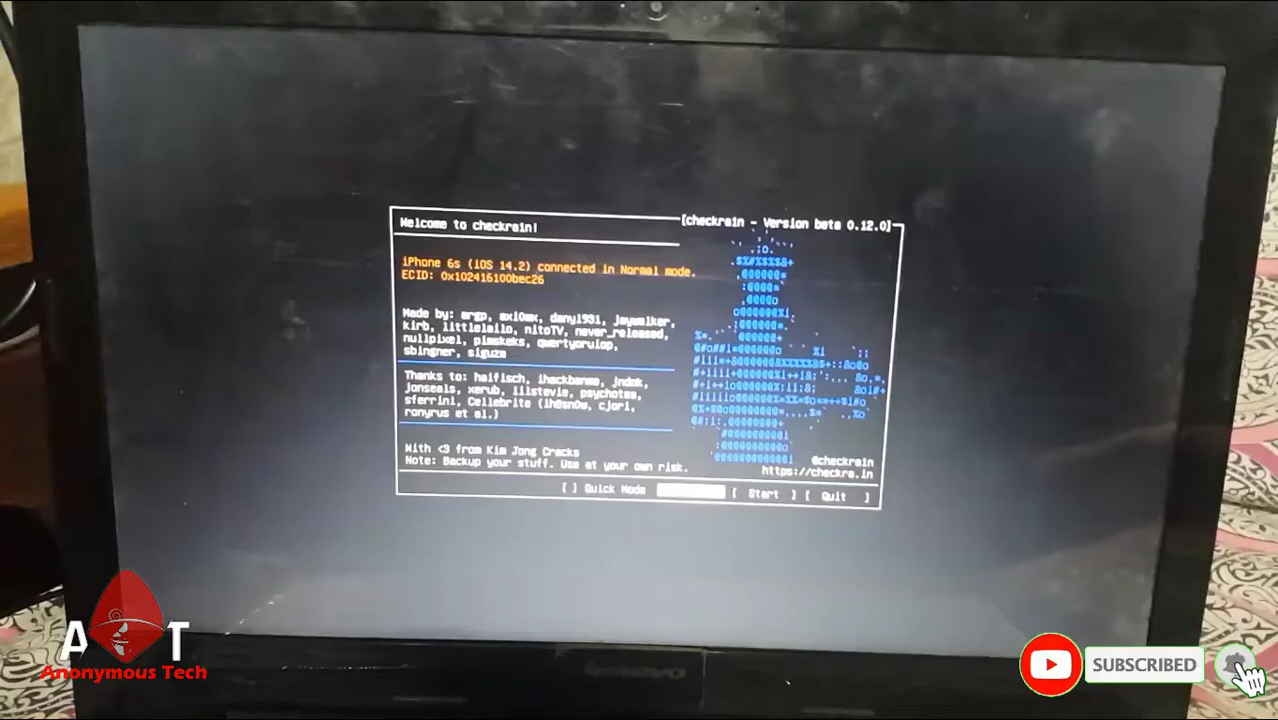 Welcome to checkrain!
[checkrain - Version beta 0.12.0]
iPhone 6s (iOS 14.2) connected in Normal mode.
ECID: 0x102416100bec26
Made by: argp, axi0mx, danyl931, jaywalker,
kirb, littlelailo, nitoTV, never_released,
nullpixel, pimskeks, qwertyoruiop,
sbingner, siguza
Thanks to: haifisch, ihackbanme, jndok,
jonseals, xerub, lilstevie, psychotea,
sferrini, Cellebrite (ih8sn0w, cjori,
ronyrus et al.)
With <3 from Kim Jong Cracks
Note: Backup your stuff. Use at your own risk.
@checkrain
https://checkra.in
[ ] Quick Mode [ Start ] [ Quit ]
lenovo
A T
Anonymous Tech
SUBSCRIBED